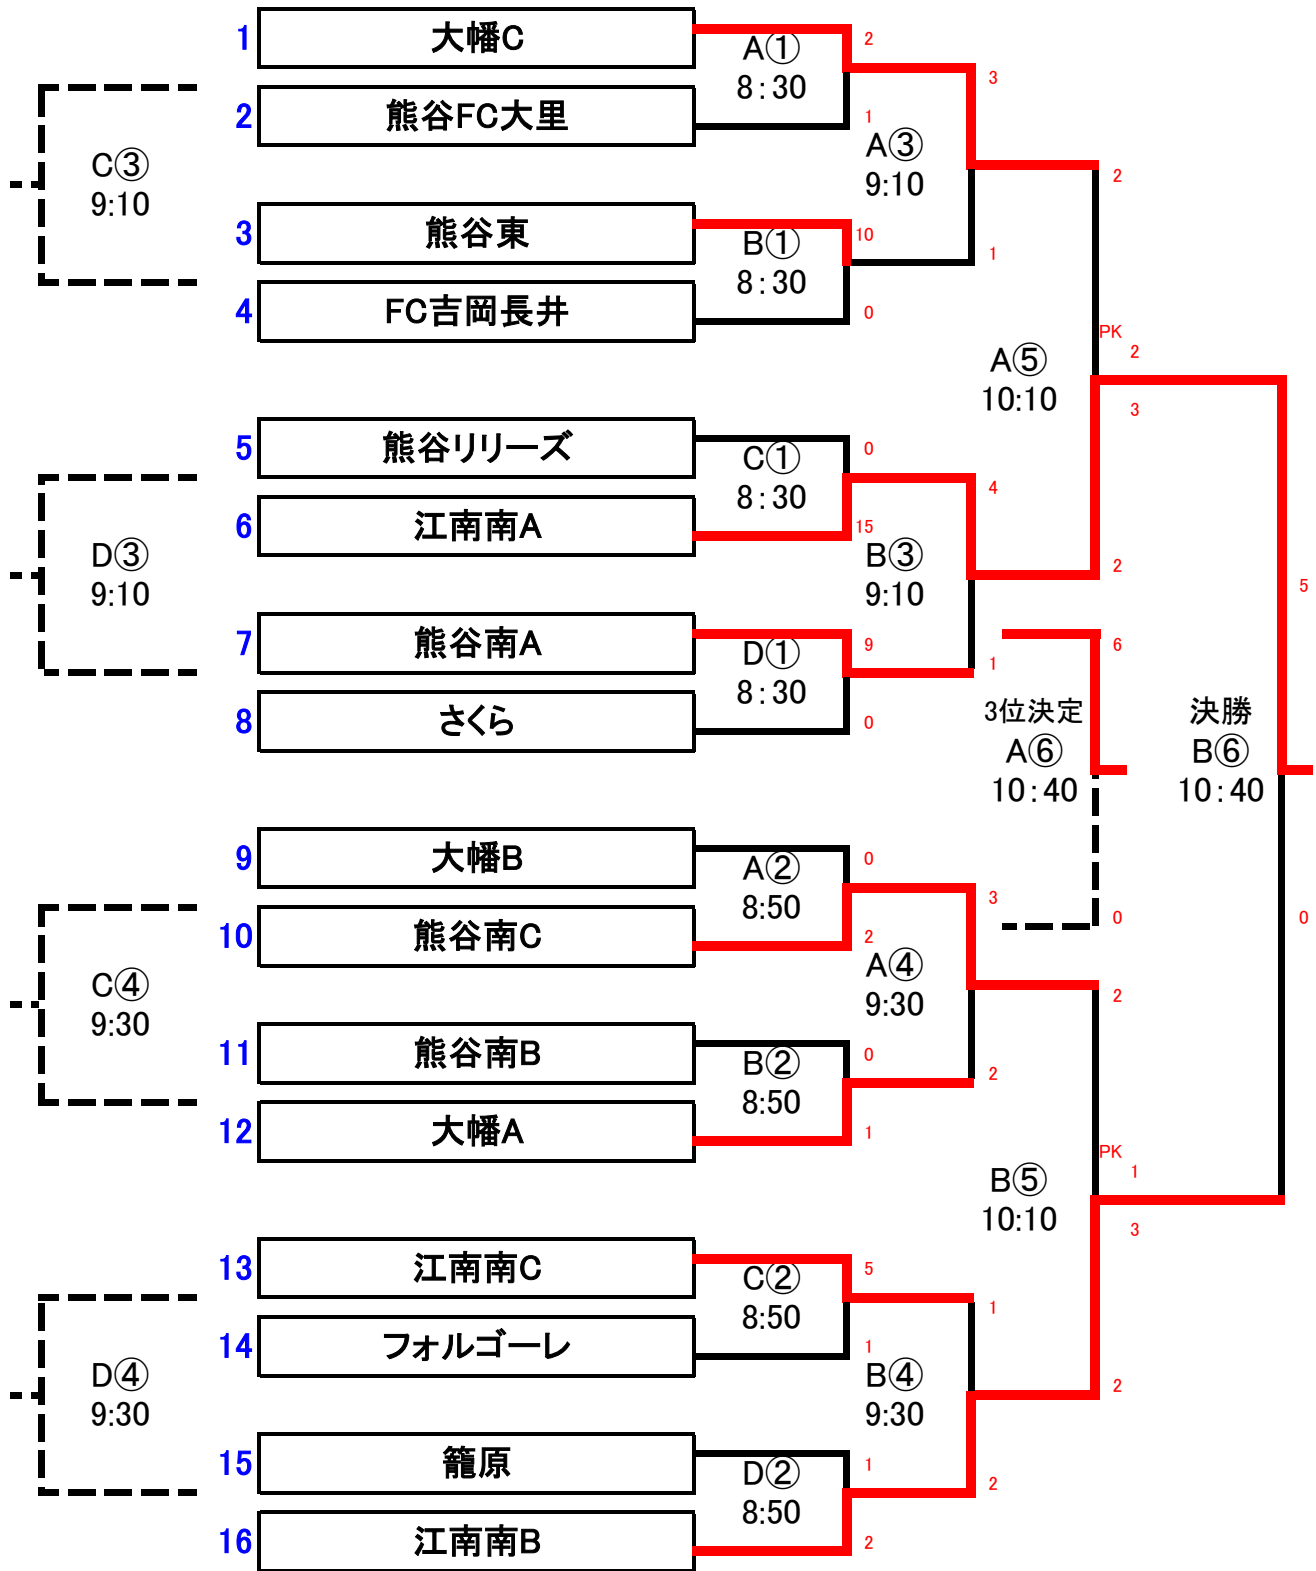 1 大幡C
2
A①
8:30
2 熊谷FC大里
1
3
C③
9:10
A③
9:10
2
3 熊谷東
10
B①
8:30
1
4 FC吉岡長井
0
PK
2
A⑤
10:10
3
5 熊谷リリーズ
0
C①
8:30
4
6 江南南A
15
D③
9:10
B③
9:10
2
5
7 熊谷南A
9
D①
8:30
1
6
8 さくら
0
3位決定
A⑥
10:40
決勝
B⑥
10:40
9 大幡B
0
A②
8:50
3
0
0
10 熊谷南C
2
C④
9:30
A④
9:30
2
11 熊谷南B
0
B②
8:50
2
12 大幡A
1
PK
1
B⑤
10:10
3
13 江南南C
5
C②
8:50
1
14 フォルゴーレ
1
D④
9:30
B④
9:30
2
15 籠原
1
D②
8:50
2
16 江南南B
2